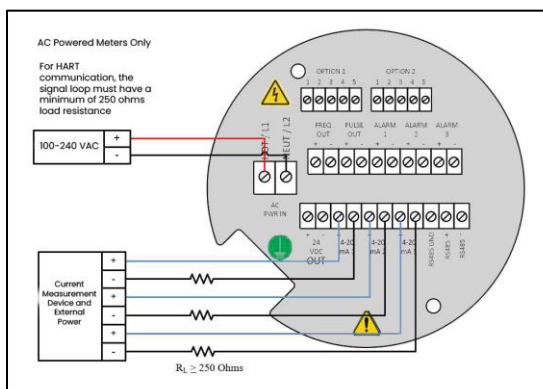 AC Powered Meters Only
For HART
communication, the
signal loop must have a
minimum of 250 ohms
load resistance
100-240 VAC
+
-
OPTION 1
1 2 3 4 5
OPTION 2
1 2 3 4 5
HOT / L1
NEUT / L2
AC
PWR IN
FREQ
OUT
+ -
PULSE
OUT
+ -
ALARM
1
+ -
ALARM
2
+ -
ALARM
3
+ -
+ -
24
VDC
OUT
4-20
mA 1
4-20
mA 2
4-20
mA 3
RS485 GND
RS485 +
RS485 -
Current
Measurement
Device and
External
Power
+
-
+
-
+
-
RL ≥ 250 Ohms